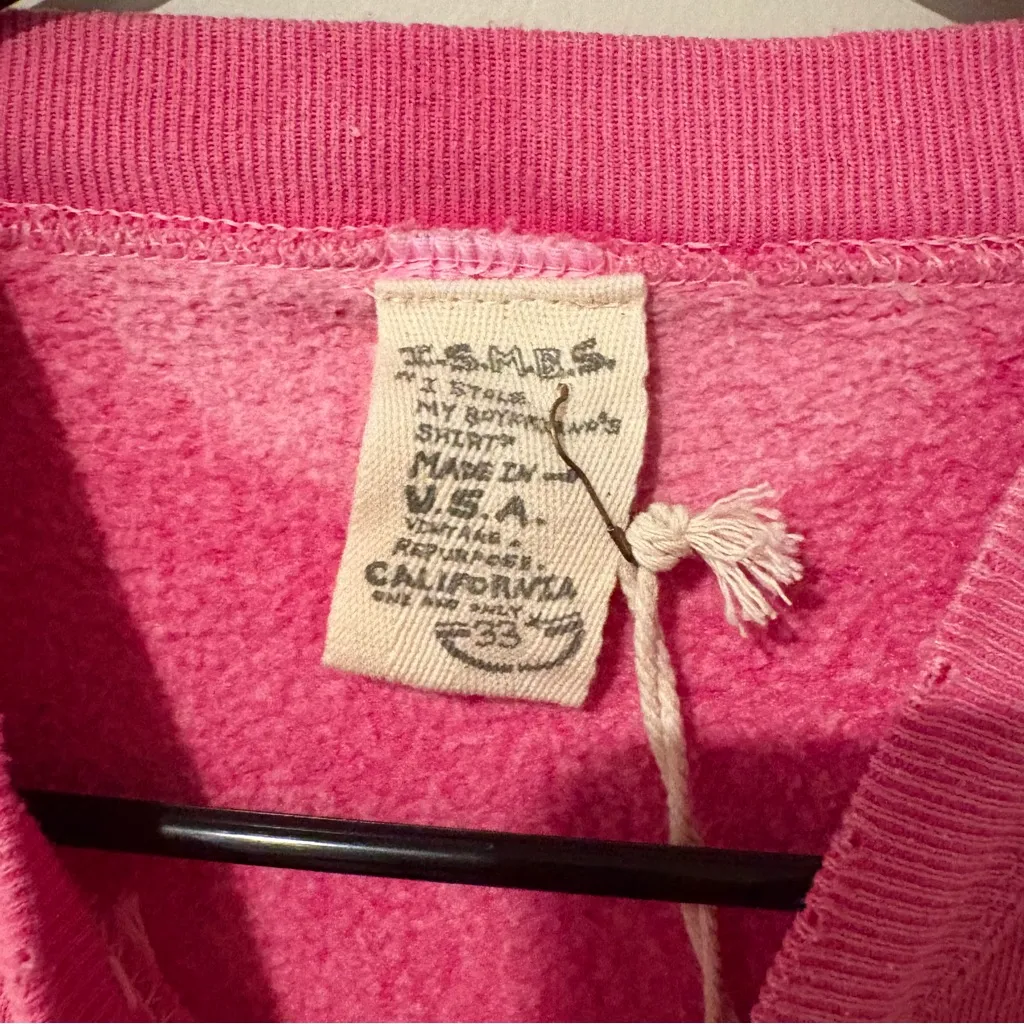 I.S.M.B.S.
"I STOLE
MY BOYFRIEND'S
SHIRT"
MADE IN
U.S.A.
VINTAGE.
REPURPOSE.
CALIFORNIA
ONE AND ONLY
33